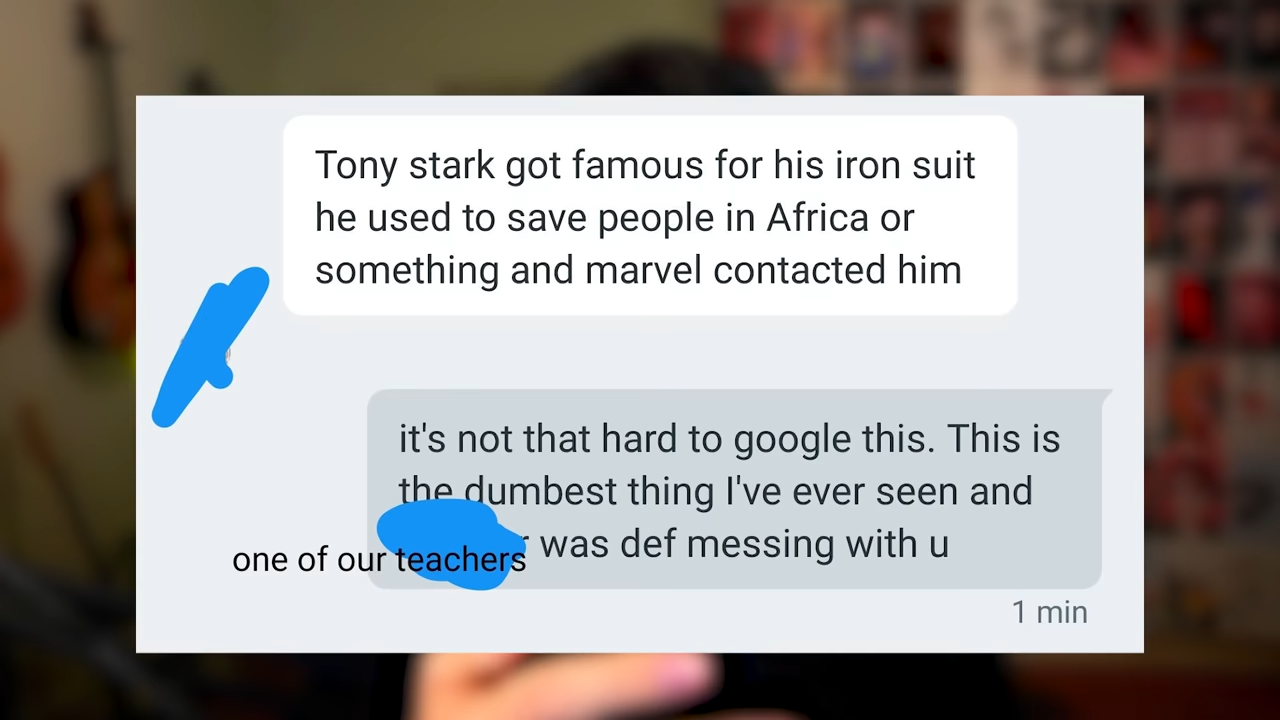 Tony stark got famous for his iron suit
he used to save people in Africa or
something and marvel contacted him
it's not that hard to google this. This is
the dumbest thing I've ever seen and
was def messing with u
one of our teachers
1 min